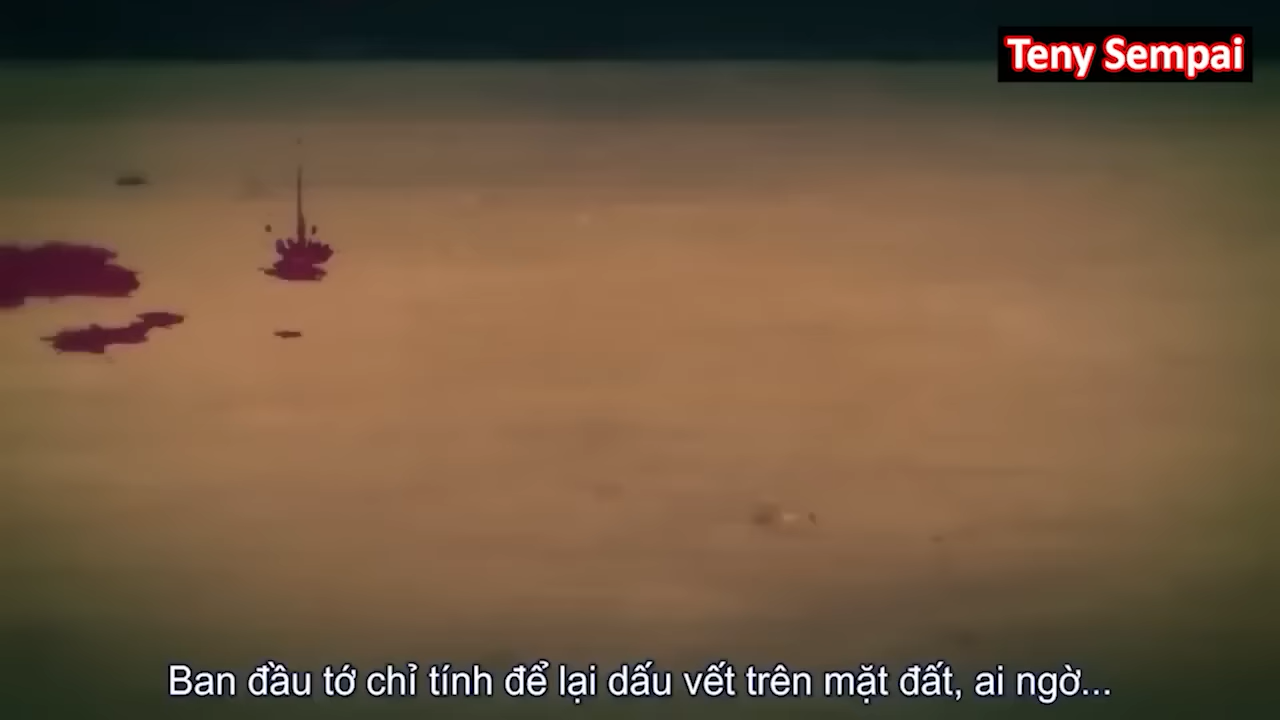 Teny Sempai
Ban đầu tớ chỉ tính để lại dấu vết trên mặt đất, ai ngờ...